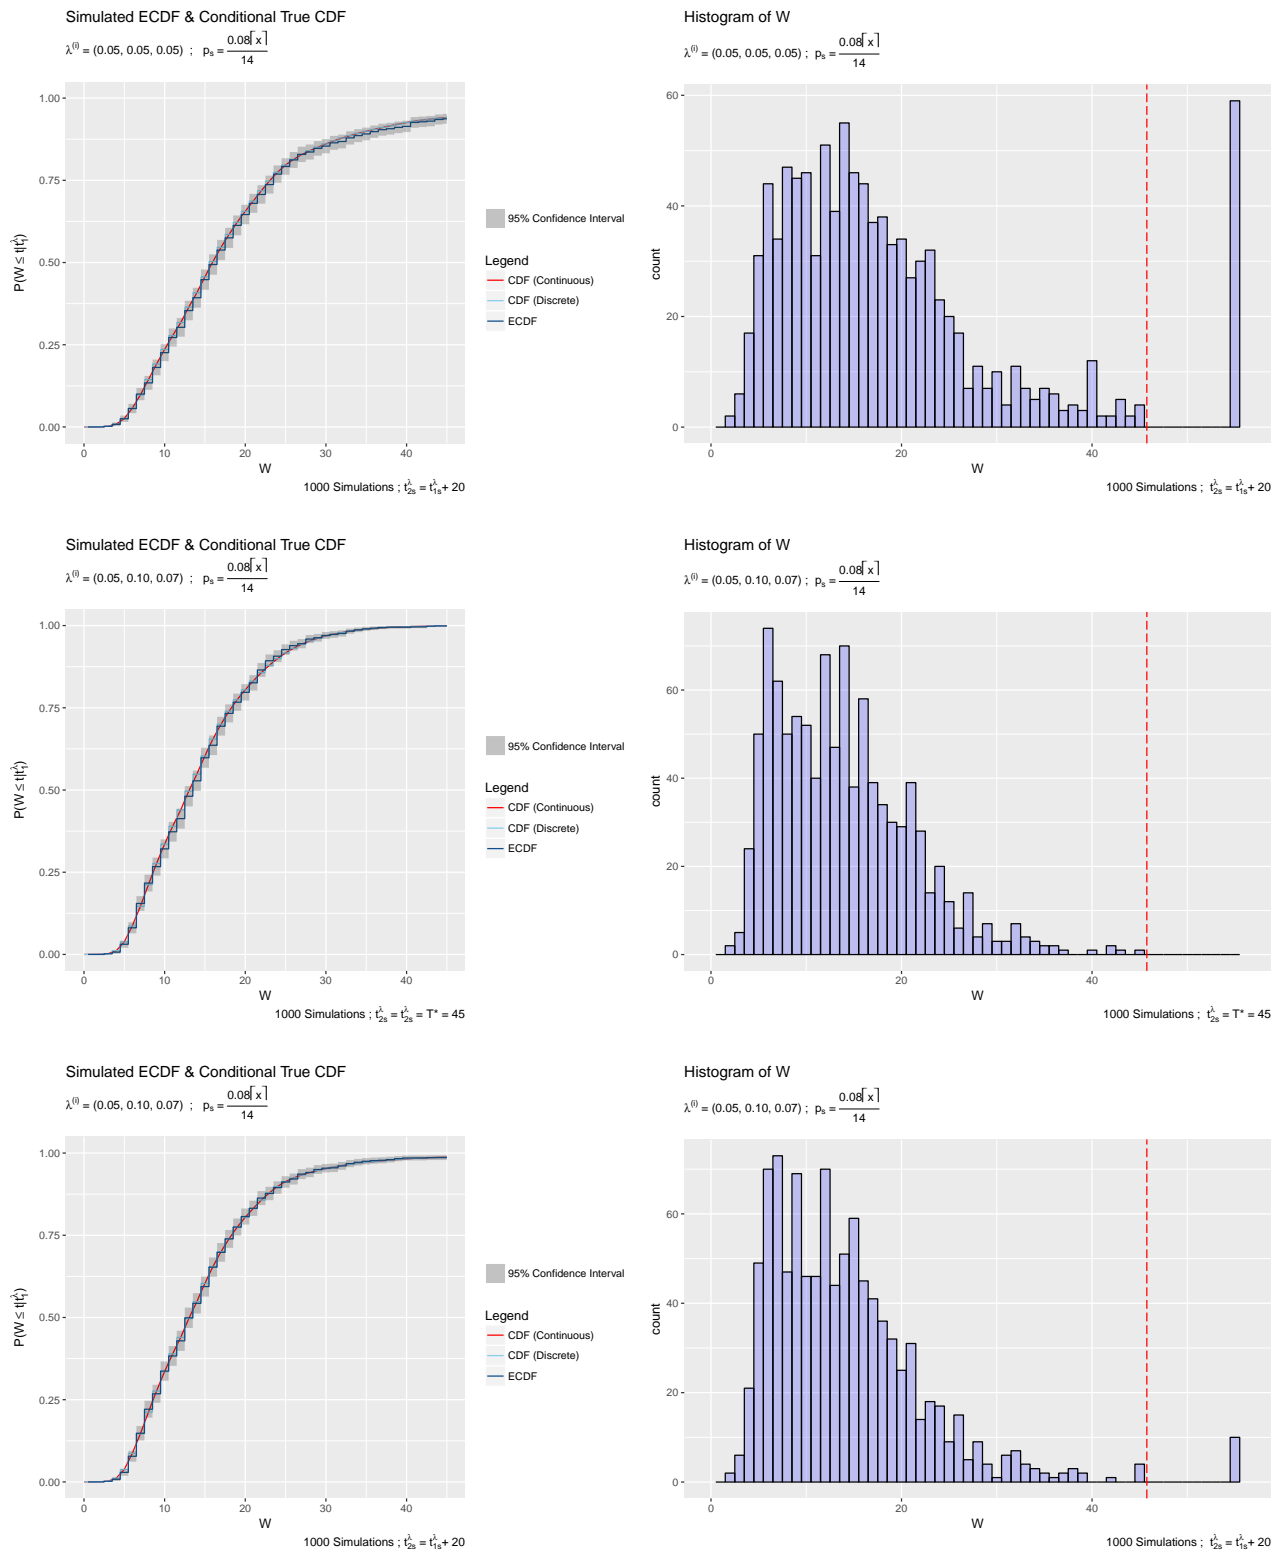 Simulated ECDF & Conditional True CDF
λ(i) = (0.05, 0.05, 0.05) ; ps = 0.08⌈x⌉ / 14
1.00
0.75
0.50
0.25
0.00
P(W ≤ t|t1λ)
0 10 20 30 40
W
1000 Simulations ; t2sλ = t1sλ + 20
95% Confidence Interval
Legend
CDF (Continuous)
CDF (Discrete)
ECDF
Histogram of W
λ(i) = (0.05, 0.05, 0.05) ; ps = 0.08⌈x⌉ / 14
60
40
20
0
count
0 20 40
W
1000 Simulations ; t2sλ = t1sλ + 20
Simulated ECDF & Conditional True CDF
λ(i) = (0.05, 0.10, 0.07) ; ps = 0.08⌈x⌉ / 14
1.00
0.75
0.50
0.25
0.00
P(W ≤ t|t1λ)
0 10 20 30 40
W
1000 Simulations ; t2sλ = t2sλ = T* = 45
95% Confidence Interval
Legend
CDF (Continuous)
CDF (Discrete)
ECDF
Histogram of W
λ(i) = (0.05, 0.10, 0.07) ; ps = 0.08⌈x⌉ / 14
60
40
20
0
count
0 20 40
W
1000 Simulations ; t2sλ = T* = 45
Simulated ECDF & Conditional True CDF
λ(i) = (0.05, 0.10, 0.07) ; ps = 0.08⌈x⌉ / 14
1.00
0.75
0.50
0.25
0.00
P(W ≤ t|t1λ)
0 10 20 30 40
W
1000 Simulations ; t2sλ = t1sλ + 20
95% Confidence Interval
Legend
CDF (Continuous)
CDF (Discrete)
ECDF
Histogram of W
λ(i) = (0.05, 0.10, 0.07) ; ps = 0.08⌈x⌉ / 14
60
40
20
0
count
0 20 40
W
1000 Simulations ; t2sλ = t1sλ + 20